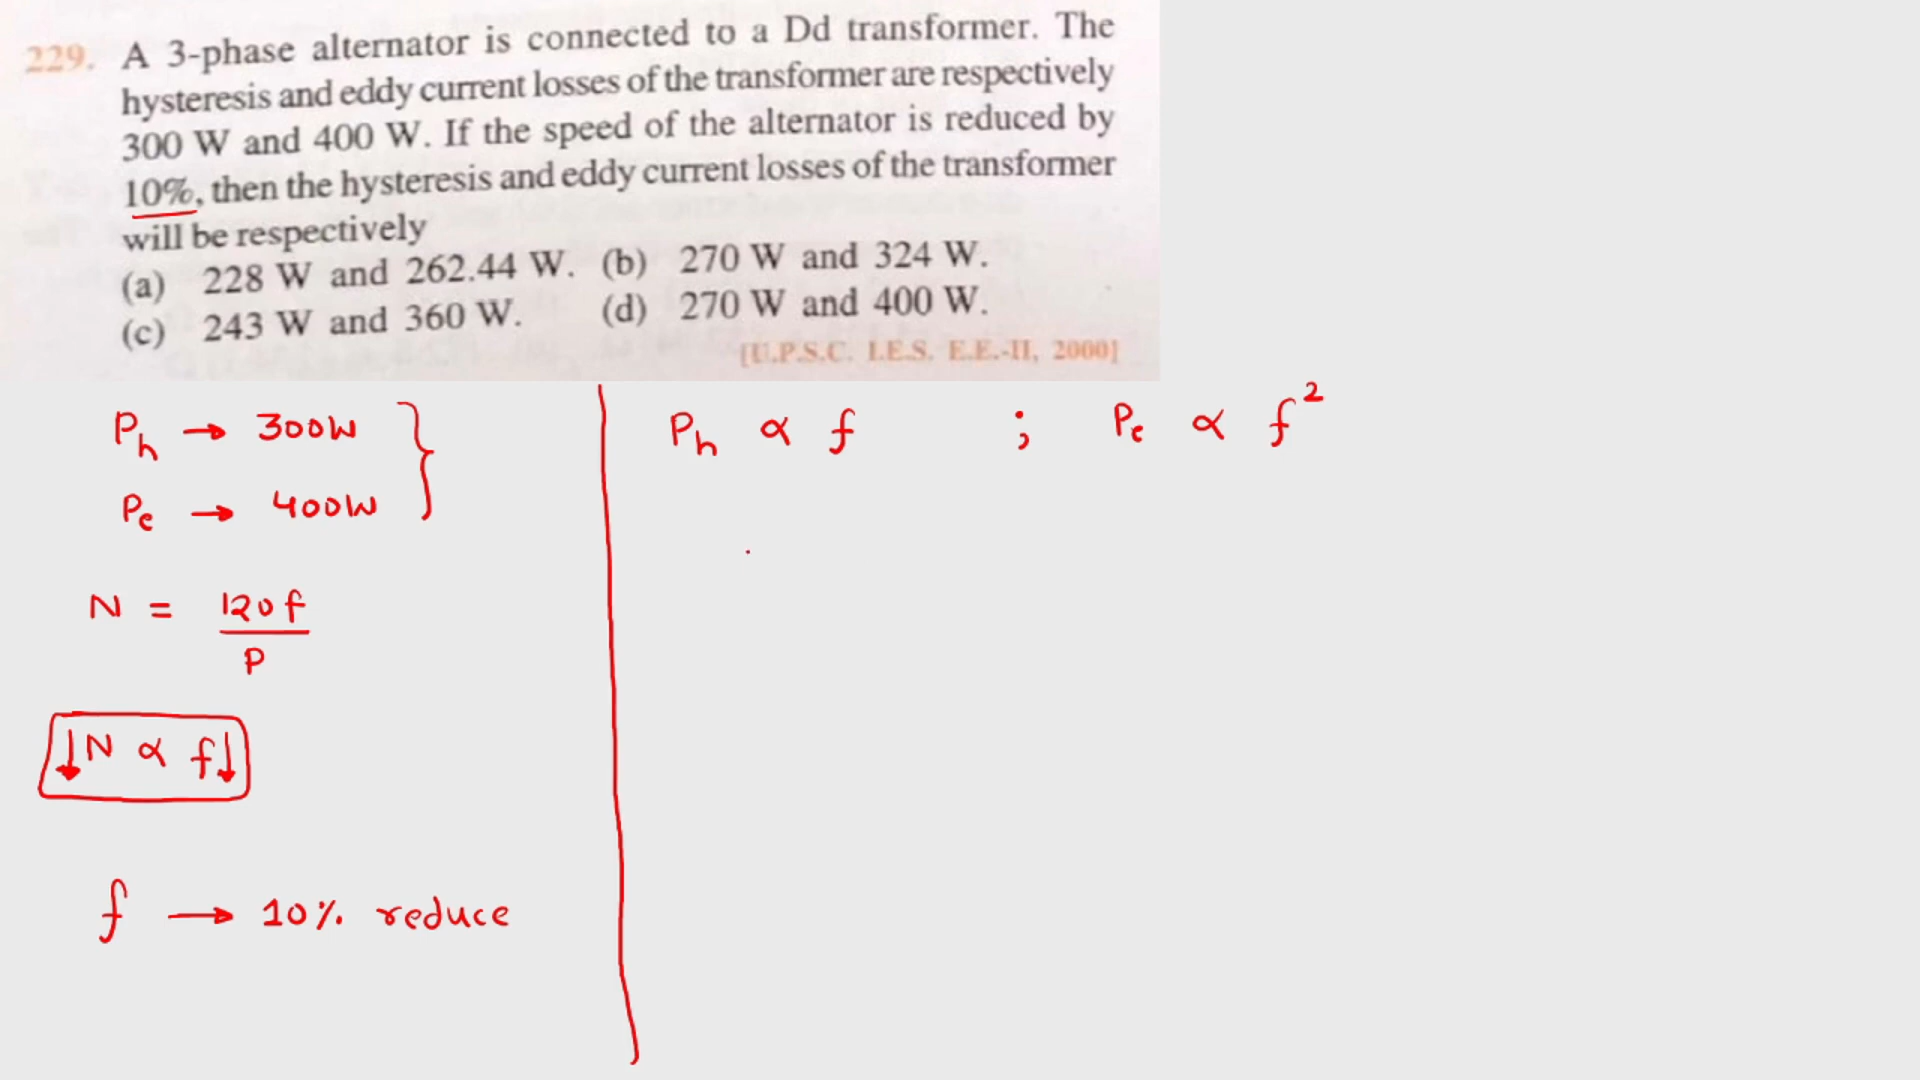 229. A 3-phase alternator is connected to a Dd transformer. The
hysteresis and eddy current losses of the transformer are respectively
300 W and 400 W. If the speed of the alternator is reduced by
10%, then the hysteresis and eddy current losses of the transformer
will be respectively
(a) 228 W and 262.44 W. (b) 270 W and 324 W.
(c) 243 W and 360 W. (d) 270 W and 400 W.
[U.P.S.C. I.E.S. E.E.-II, 2000]
Ph → 300W
Pe → 400W
N = 120f
P
↓N ∝ f↓
f → 10% reduce
Ph ∝ f ; Pe ∝ f²